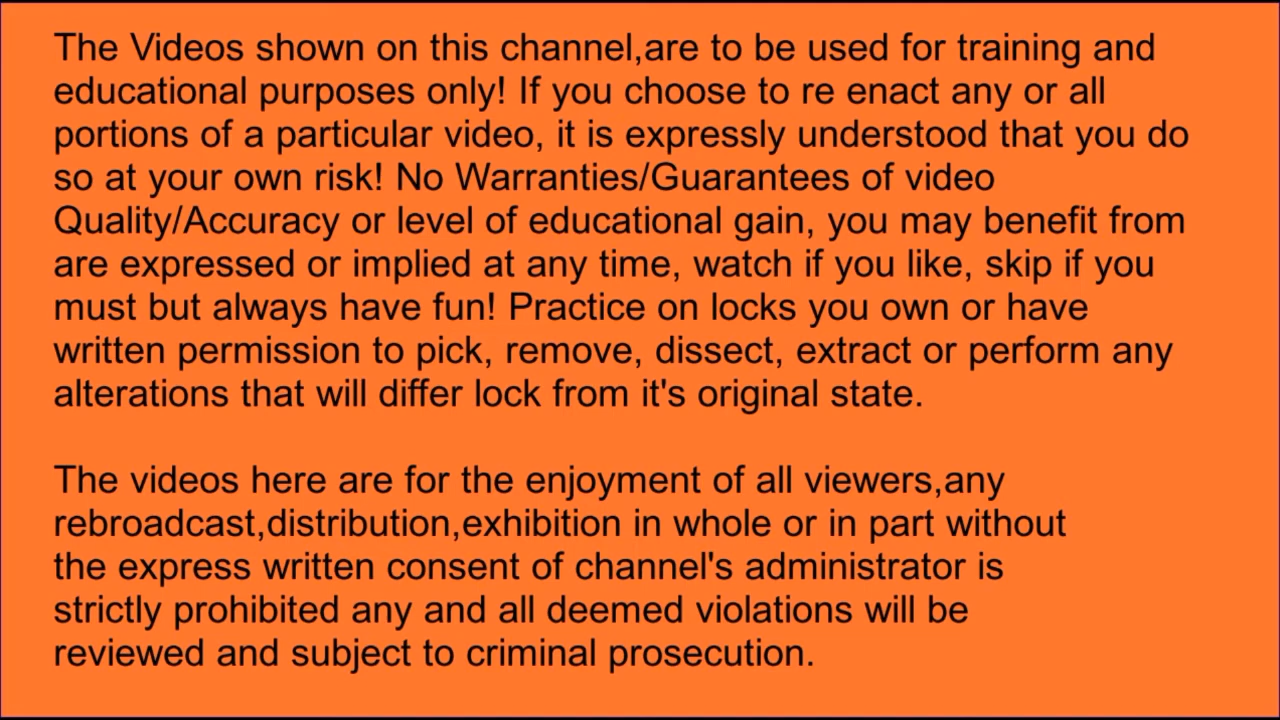 The Videos shown on this channel,are to be used for training and
educational purposes only! If you choose to re enact any or all
portions of a particular video, it is expressly understood that you do
so at your own risk! No Warranties/Guarantees of video
Quality/Accuracy or level of educational gain, you may benefit from
are expressed or implied at any time, watch if you like, skip if you
must but always have fun! Practice on locks you own or have
written permission to pick, remove, dissect, extract or perform any
alterations that will differ lock from it's original state.
The videos here are for the enjoyment of all viewers,any
rebroadcast,distribution,exhibition in whole or in part without
the express written consent of channel's administrator is
strictly prohibited any and all deemed violations will be
reviewed and subject to criminal prosecution.